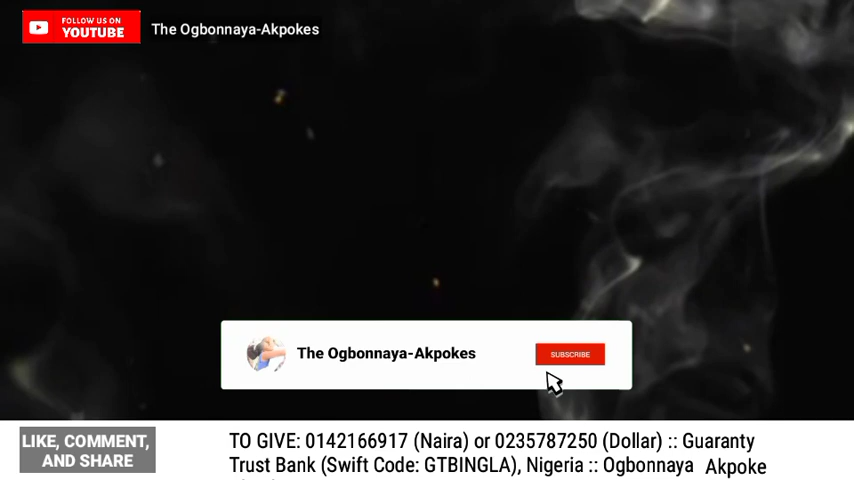 FOLLOW US ON
YOUTUBE
The Ogbonnaya-Akpokes
The Ogbonnaya-Akpokes
SUBSCRIBE
LIKE, COMMENT,
AND SHARE
TO GIVE: 0142166917 (Naira) or 0235787250 (Dollar) :: Guaranty
Trust Bank (Swift Code: GTBINGLA), Nigeria :: Ogbonnaya Akpoke